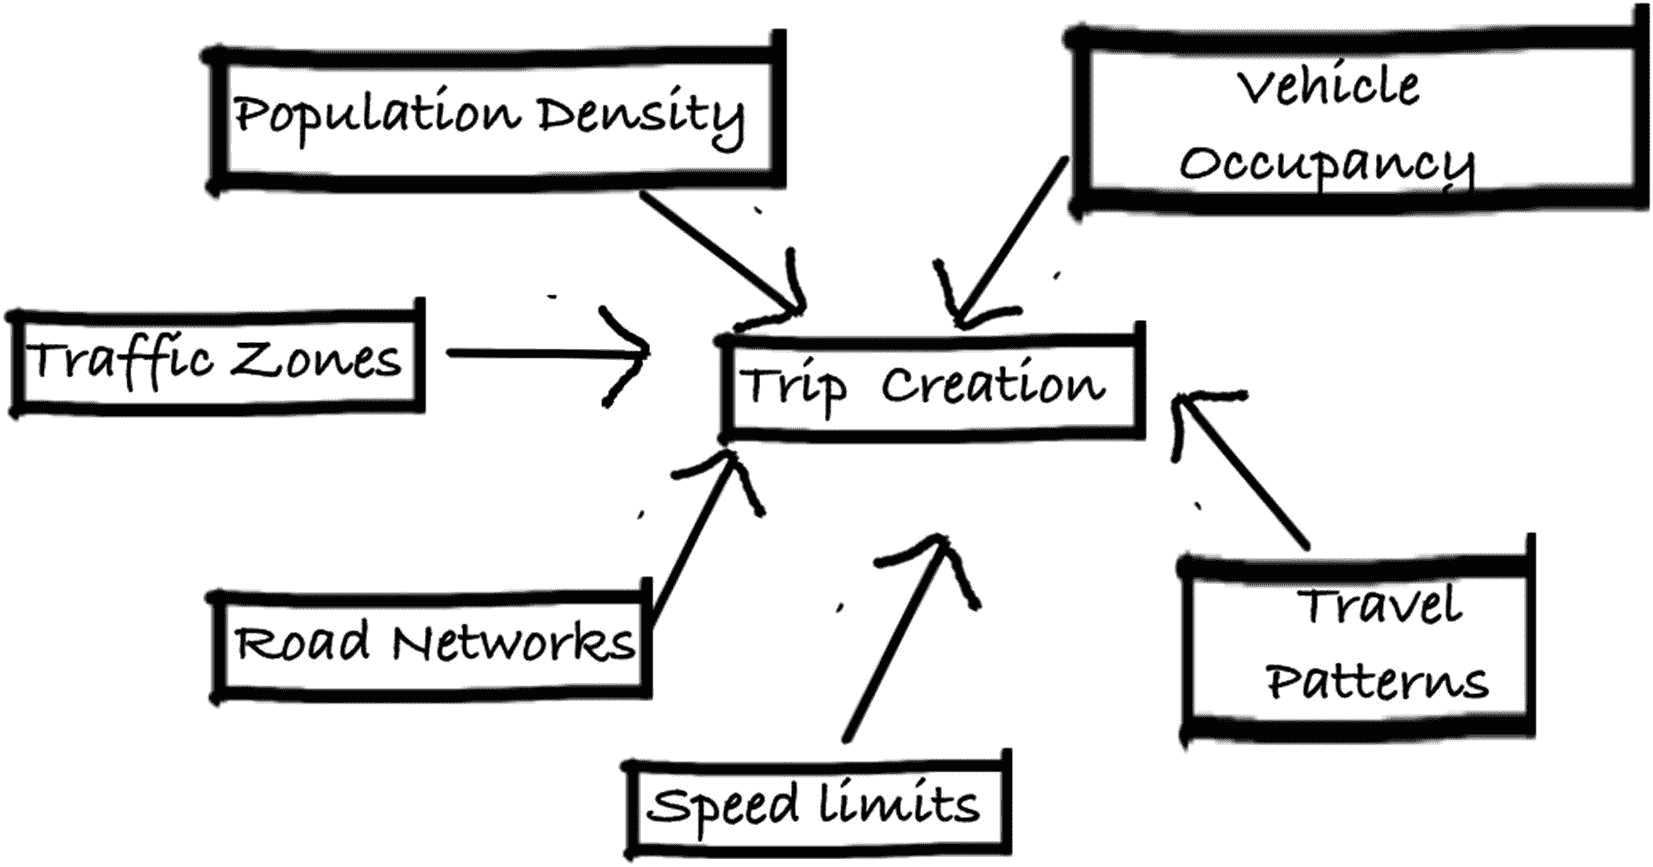 Population Density
Vehicle
Occupancy
Traffic Zones
Trip Creation
Road Networks
Travel
Patterns
Speed limits